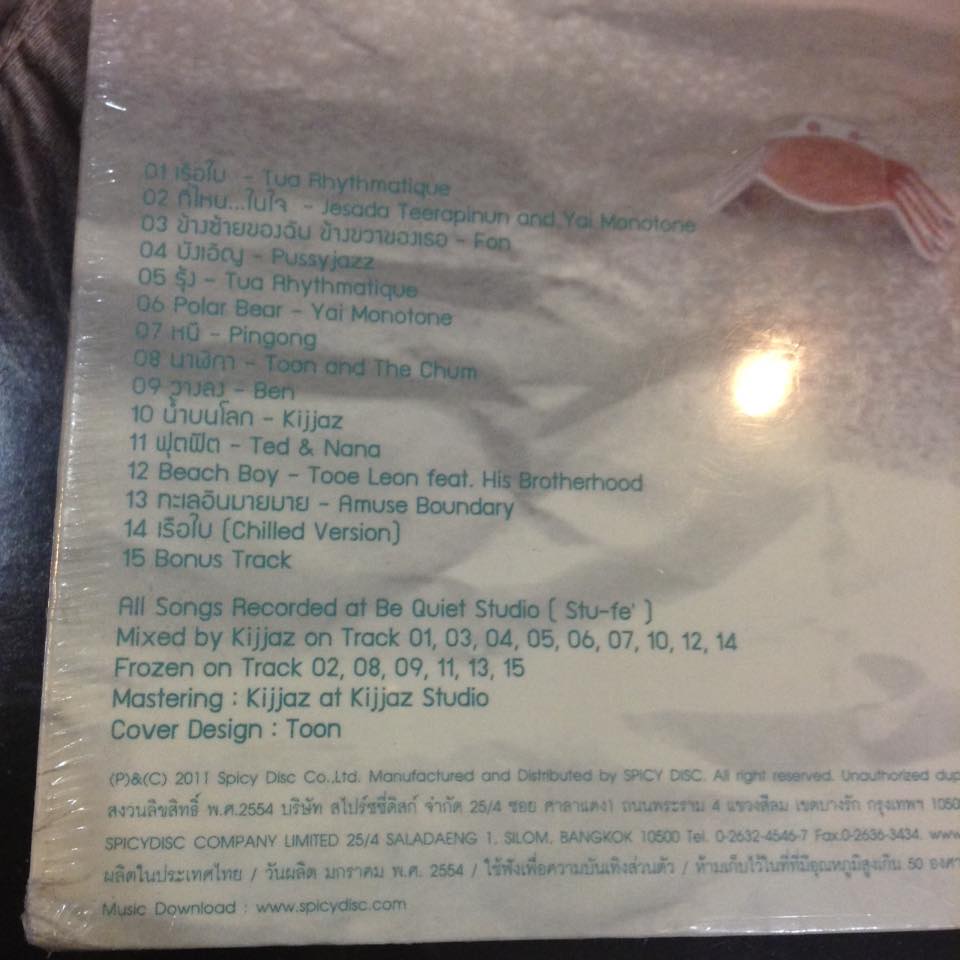 01 เรือใบ - Tua Rhythmatique
02 ที่ไหน...ในใจ - Jesada Teerapinun and Yai Monotone
03 ข้างซ้ายของฉัน ข้างขวาของเธอ - Fon
04 บังเอิญ - Pussyjazz
05 รุ้ง - Tua Rhythmatique
06 Polar Bear - Yai Monotone
07 หนี - Pingong
08 นาฬิกา - Toon and The Chum
09 วางลง - Ben
10 น้ำบนโลก - Kijjaz
11 ฟุตฟิต - Ted & Nana
12 Beach Boy - Tooe Leon feat. His Brotherhood
13 ทะเลอินมายมาย - Amuse Boundary
14 เรือใบ (Chilled Version)
15 Bonus Track
All Songs Recorded at Be Quiet Studio ( Stu-fe' )
Mixed by Kijjaz on Track 01, 03, 04, 05, 06, 07, 10, 12, 14
Frozen on Track 02, 08, 09, 11, 13, 15
Mastering : Kijjaz at Kijjaz Studio
Cover Design : Toon
(P)&(C) 2011 Spicy Disc Co.,Ltd. Manufactured and Distributed by SPICY DISC. All right reserved. Unauthorized dup
สงวนลิขสิทธิ์ พ.ศ.2554 บริษัท สไปร์ซซี่ดิสก์ จำกัด 25/4 ซอย ศาลาแดง1 ถนนพระราม 4 แขวงสีลม เขตบางรัก กรุงเทพฯ 1050
SPICYDISC COMPANY LIMITED 25/4 SALADAENG 1, SILOM, BANGKOK 10500 Tel. 0-2632-4546-7 Fax.0-2636-3434. www
ผลิตในประเทศไทย / วันผลิต มกราคม พ.ศ. 2554 / ใช้ฟังเพื่อความบันเทิงส่วนตัว / ห้ามเก็บไว้ในที่ที่มีอุณหภูมิสูงเกิน 50 องศา
Music Download : www.spicydisc.com